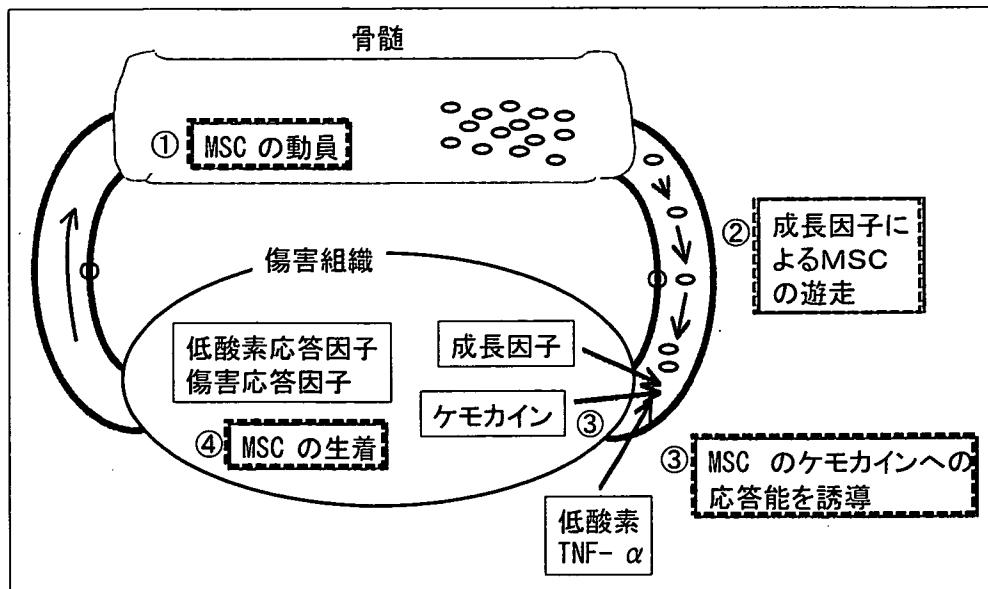 骨髄
① MSC の動員
② 成長因子に
よるMSC
の遊走
傷害組織
低酸素応答因子
傷害応答因子
成長因子
ケモカイン
③
④ MSC の生着
③ MSC のケモカインへの
応答能を誘導
低酸素
TNF- α